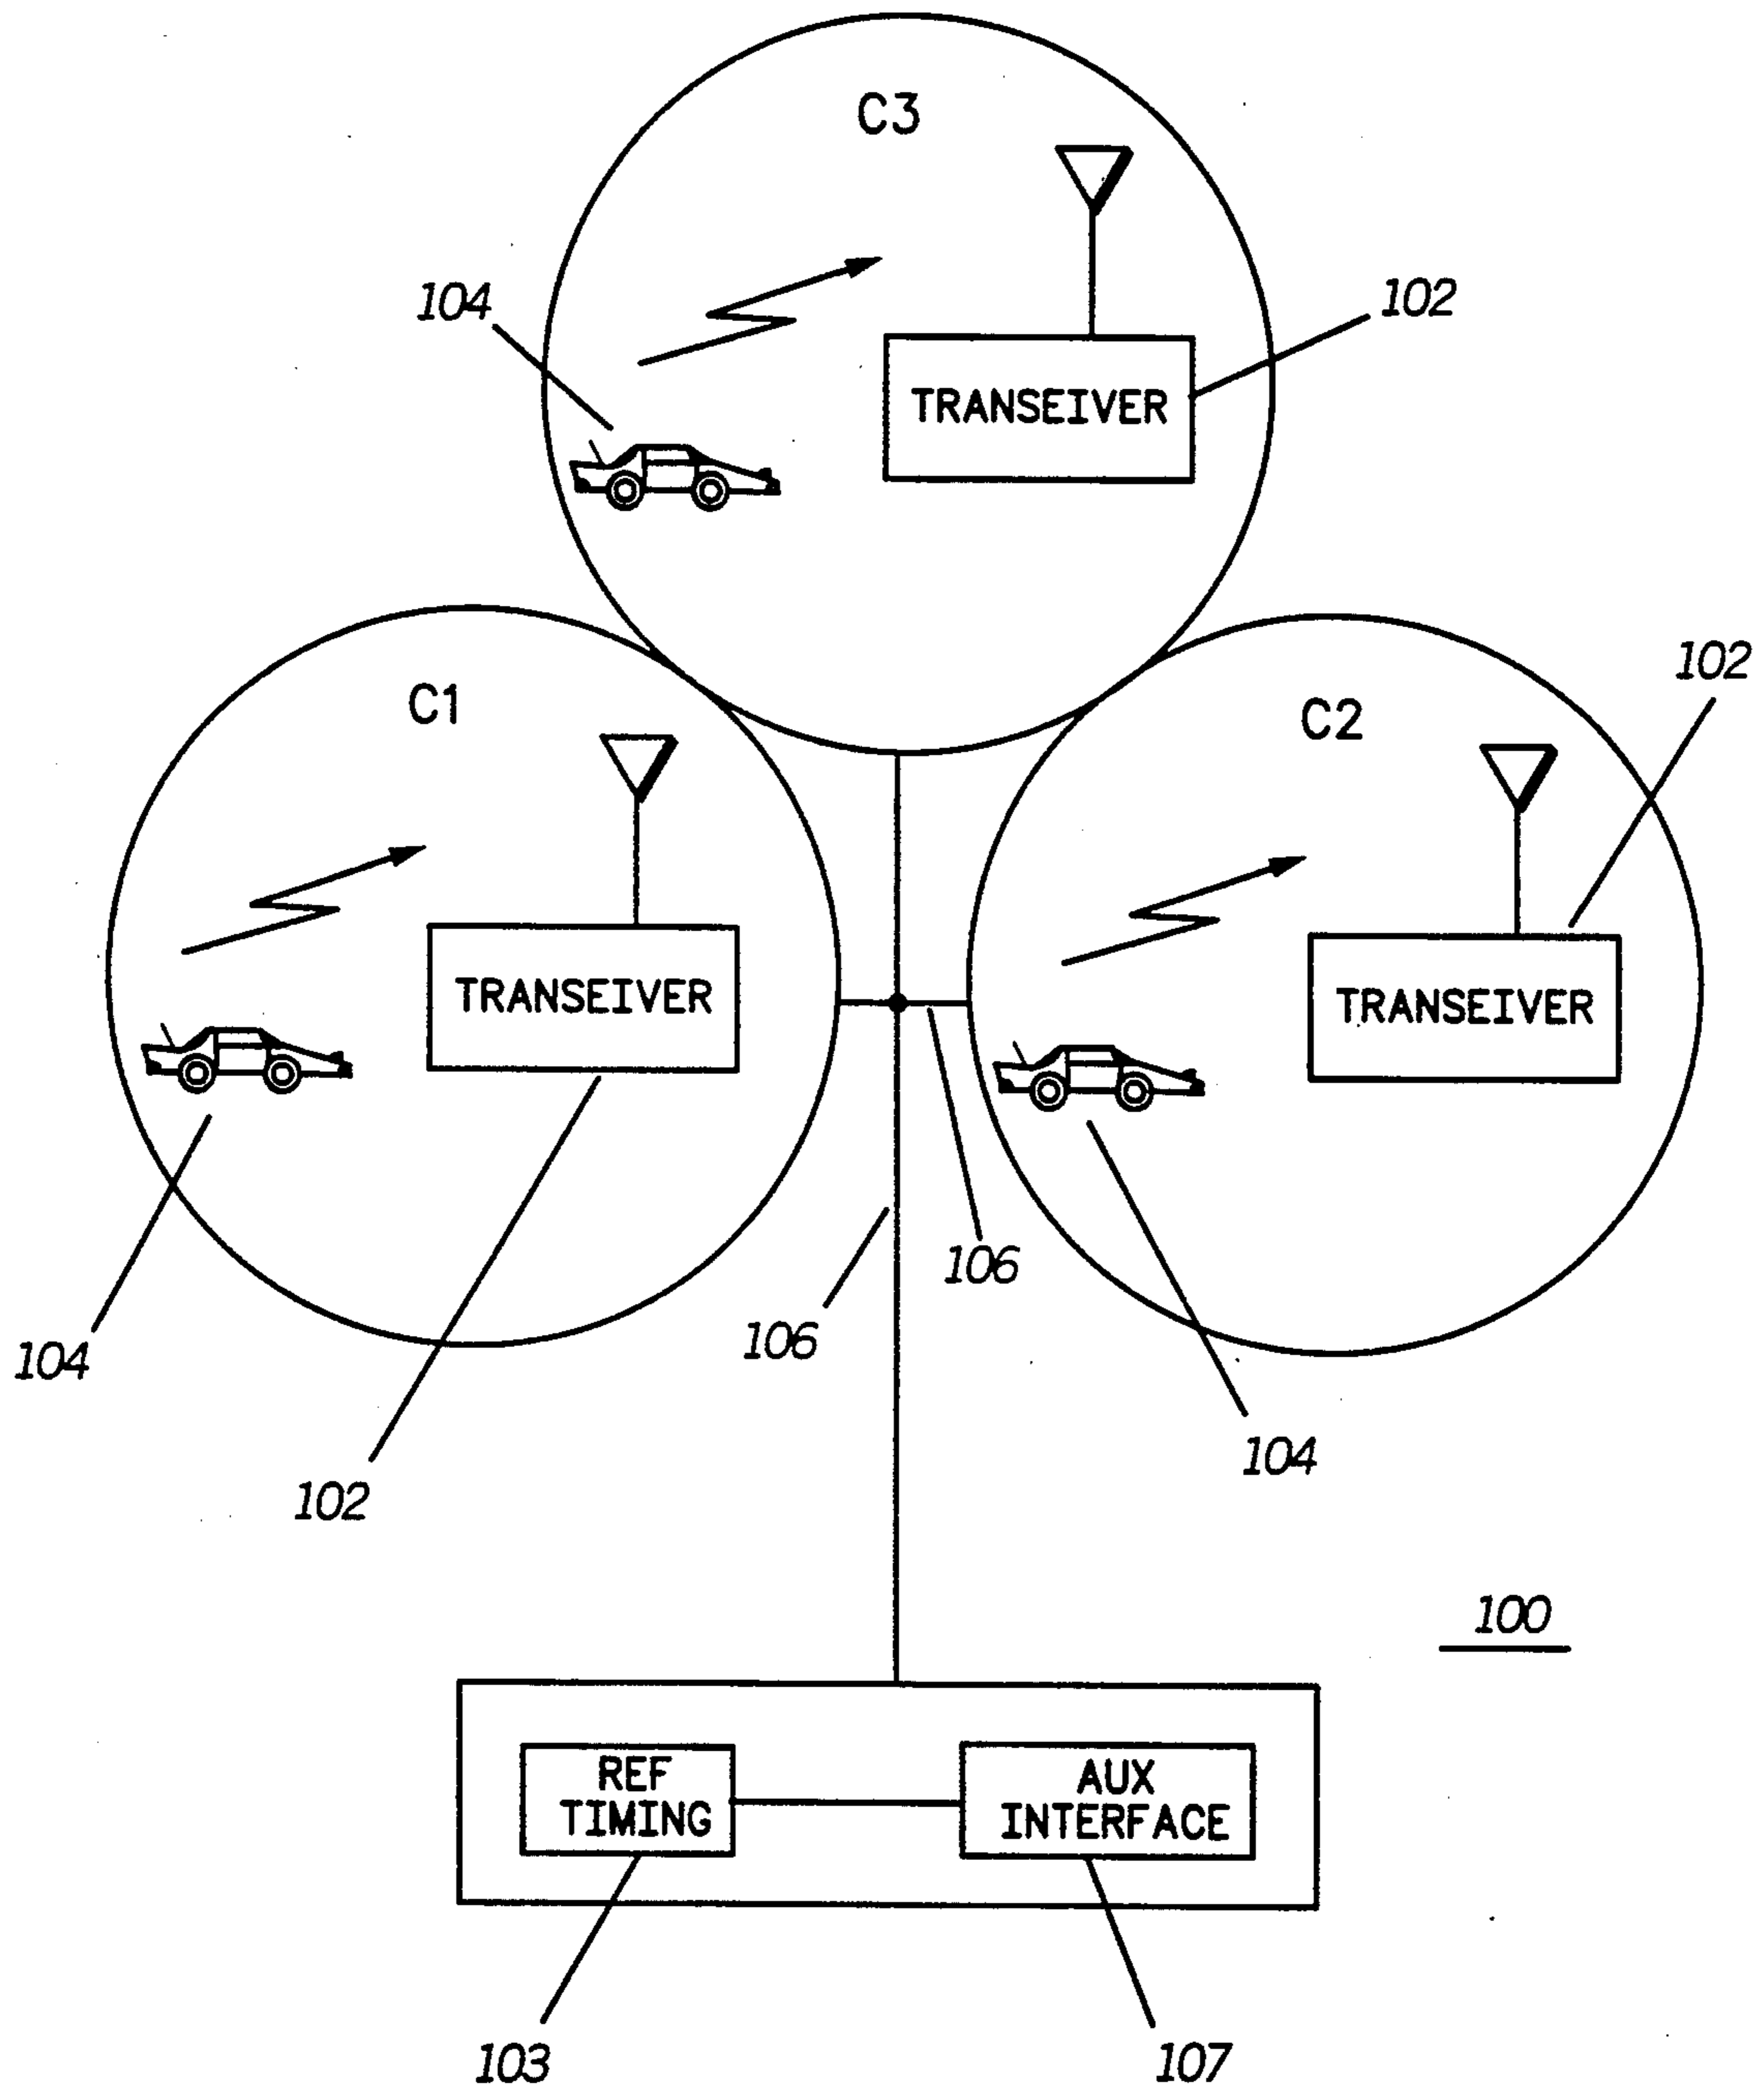 C3
104
102
TRANSEIVER
102
C1
C2
TRANSEIVER
TRANSEIVER
106
106
104
104
102
100
REF
TIMING
AUX
INTERFACE
103
107